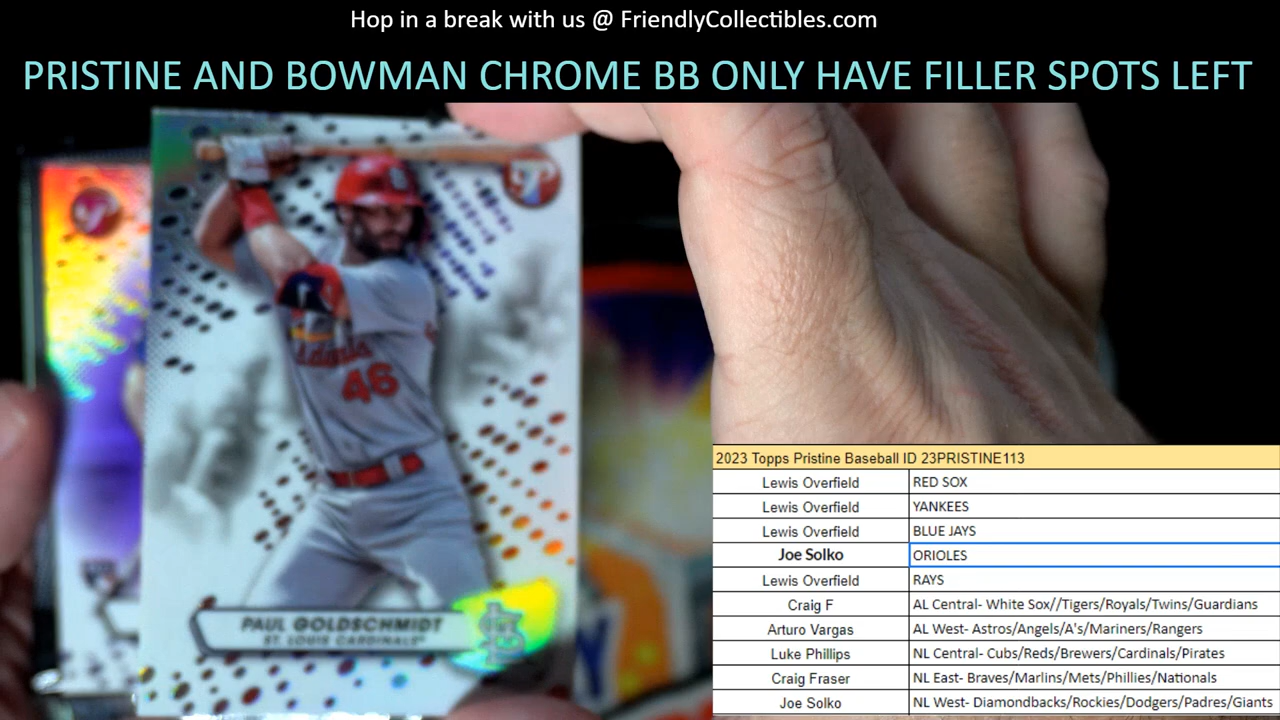 Hop in a break with us @ FriendlyCollectibles.com
PRISTINE AND BOWMAN CHROME BB ONLY HAVE FILLER SPOTS LEFT
46
PAUL GOLDSCHMIDT
ST. LOUIS CARDINALS
2023 Topps Pristine Baseball ID 23PRISTINE113
Lewis Overfield RED SOX
Lewis Overfield YANKEES
Lewis Overfield BLUE JAYS
Joe Solko ORIOLES
Lewis Overfield RAYS
Craig F AL Central- White Sox//Tigers/Royals/Twins/Guardians
Arturo Vargas AL West- Astros/Angels/A's/Mariners/Rangers
Luke Phillips NL Central- Cubs/Reds/Brewers/Cardinals/Pirates
Craig Fraser NL East- Braves/Marlins/Mets/Phillies/Nationals
Joe Solko NL West- Diamondbacks/Rockies/Dodgers/Padres/Giants